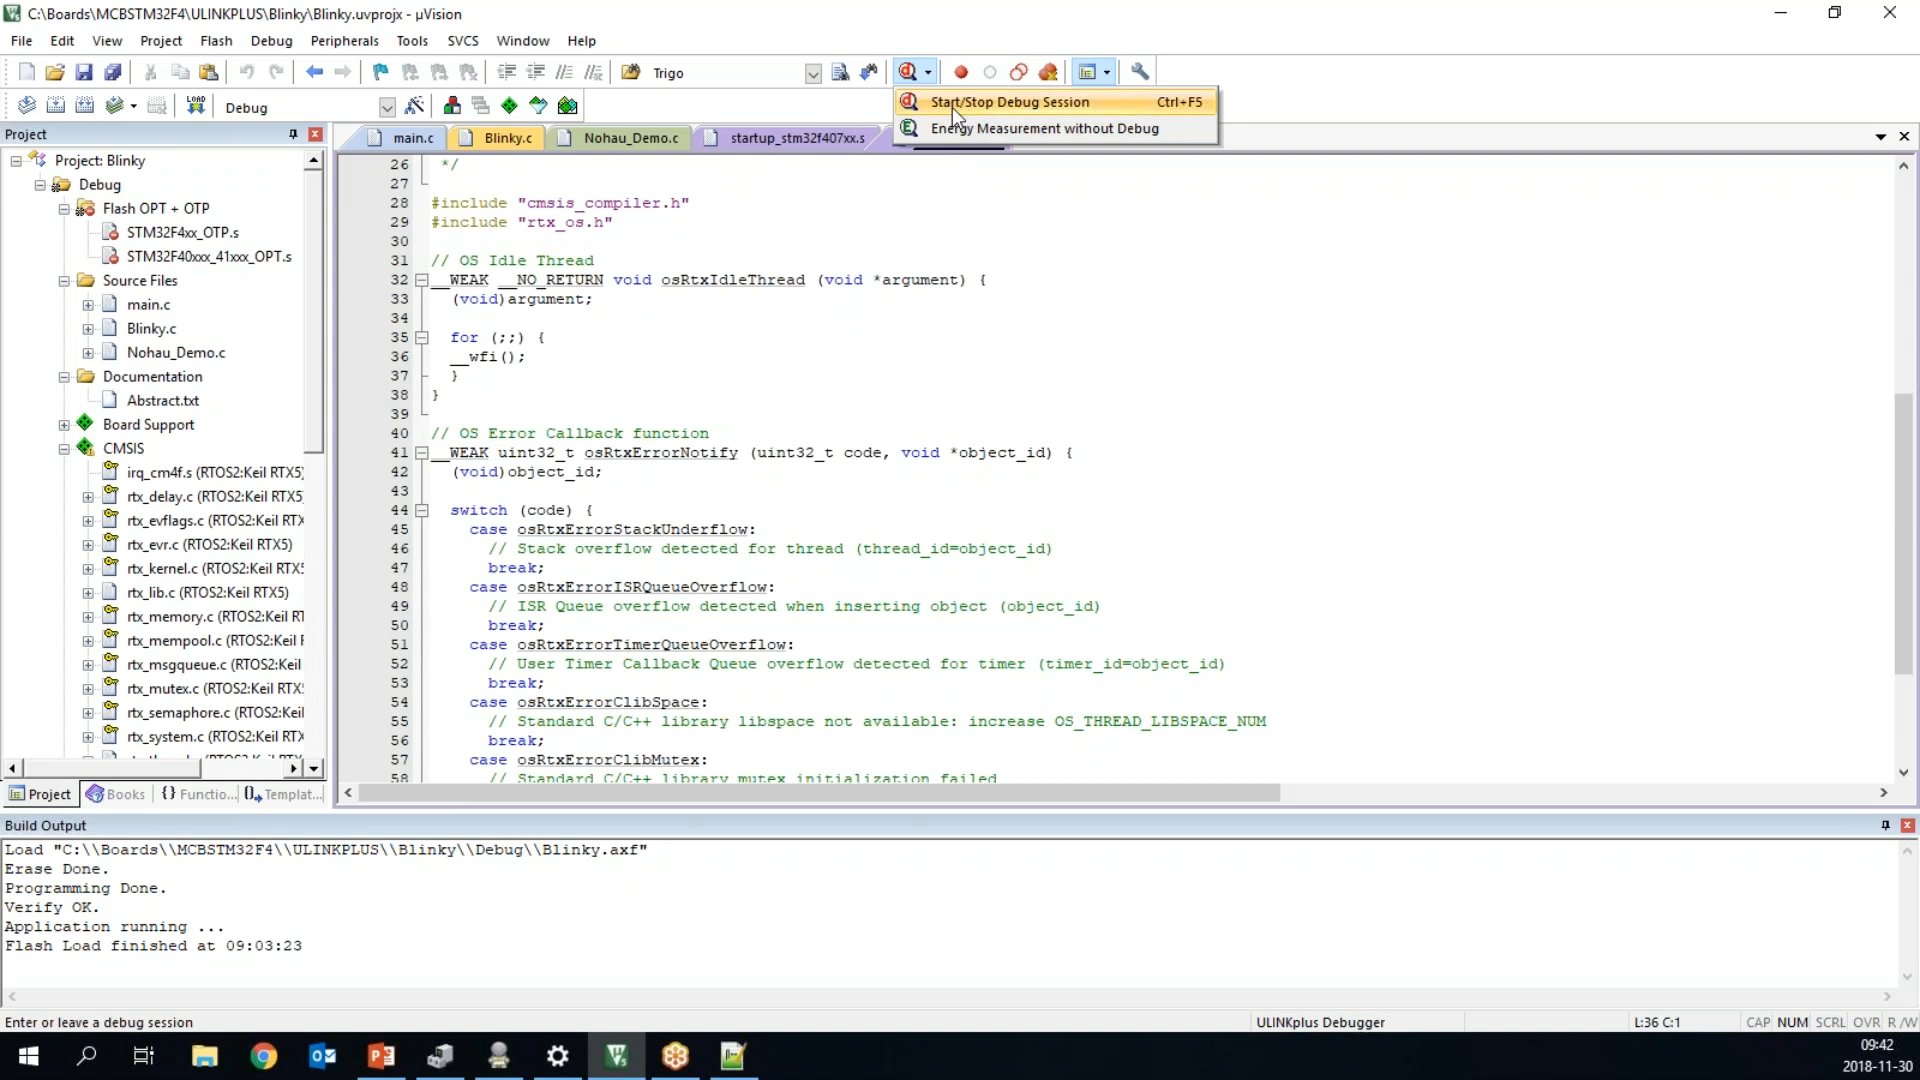 C:\Boards\MCBSTM32F4\ULINKPLUS\Blinky\Blinky.uvprojx - µVision
File Edit View Project Flash Debug Peripherals Tools SVCS Window Help
Trigo
LOAD Debug
Start/Stop Debug Session Ctrl+F5
Energy Measurement without Debug
Project
main.c Blinky.c Nohau_Demo.c startup_stm32f407xx.s
Project: Blinky
Debug
Flash OPT + OTP
STM32F4xx_OTP.s
STM32F40xxx_41xxx_OPT.s
Source Files
main.c
Blinky.c
Nohau_Demo.c
Documentation
Abstract.txt
Board Support
CMSIS
irq_cm4f.s (RTOS2:Keil RTX5)
rtx_delay.c (RTOS2:Keil RTX5
rtx_evflags.c (RTOS2:Keil RTX
rtx_evr.c (RTOS2:Keil RTX5)
rtx_kernel.c (RTOS2:Keil RTX5
rtx_lib.c (RTOS2:Keil RTX5)
rtx_memory.c (RTOS2:Keil RT
rtx_mempool.c (RTOS2:Keil F
rtx_msgqueue.c (RTOS2:Keil
rtx_mutex.c (RTOS2:Keil RTX5
rtx_semaphore.c (RTOS2:Keil
rtx_system.c (RTOS2:Keil RTX
Project Books {} Functio... Templat...
26 */
27
28 #include "cmsis_compiler.h"
29 #include "rtx_os.h"
30
31 // OS Idle Thread
32 __WEAK __NO_RETURN void osRtxIdleThread (void *argument) {
33 (void)argument;
34
35 for (;;) {
36 __wfi();
37 }
38 }
39
40 // OS Error Callback function
41 __WEAK uint32_t osRtxErrorNotify (uint32_t code, void *object_id) {
42 (void)object_id;
43
44 switch (code) {
45 case osRtxErrorStackUnderflow:
46 // Stack overflow detected for thread (thread_id=object_id)
47 break;
48 case osRtxErrorISRQueueOverflow:
49 // ISR Queue overflow detected when inserting object (object_id)
50 break;
51 case osRtxErrorTimerQueueOverflow:
52 // User Timer Callback Queue overflow detected for timer (timer_id=object_id)
53 break;
54 case osRtxErrorClibSpace:
55 // Standard C/C++ library libspace not available: increase OS_THREAD_LIBSPACE_NUM
56 break;
57 case osRtxErrorClibMutex:
58 // Standard C/C++ library mutex initialization failed
Build Output
Load "C:\\Boards\\MCBSTM32F4\\ULINKPLUS\\Blinky\\Debug\\Blinky.axf"
Erase Done.
Programming Done.
Verify OK.
Application running ...
Flash Load finished at 09:03:23
Enter or leave a debug session ULINKplus Debugger L:36 C:1 CAP NUM SCRL OVR R/W
09:42
2018-11-30